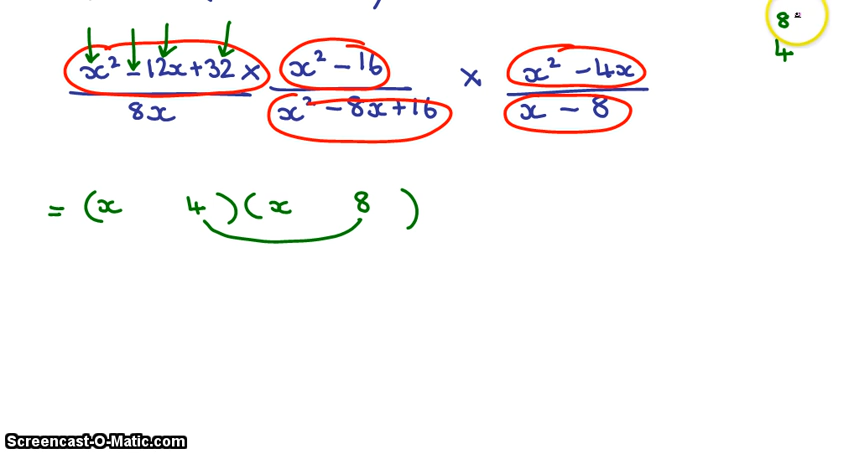 8
4
x² - 12x + 32 × x² - 16 × x² - 4x
8x x² - 8x + 16 x - 8
= (x 4)(x 8)
Screencast-O-Matic.com